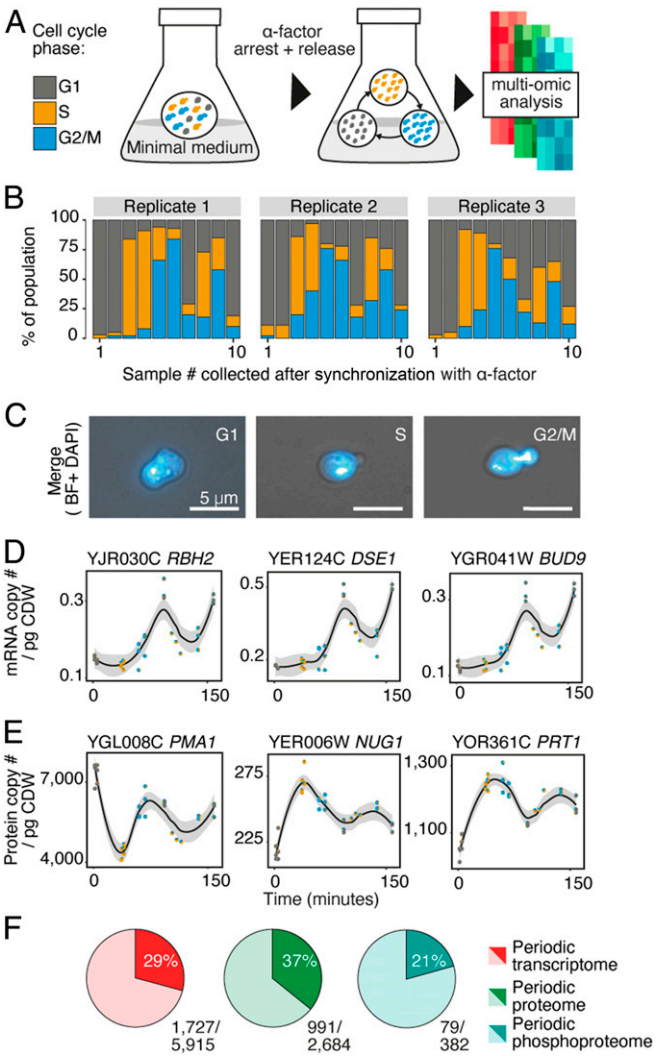 A
Cell cycle
phase:
G1
S
G2/M
Minimal medium
α-factor
arrest + release
multi-omic
analysis
B
Replicate 1
Replicate 2
Replicate 3
% of population
100
75
50
25
0
1
10
1
10
1
10
Sample # collected after synchronization with α-factor
C
Merge
( BF+ DAPI)
G1
5 µm
S
G2/M
D
YJR030C RBH2
YER124C DSE1
YGR041W BUD9
mRNA copy #
/ pg CDW
0.3
0.1
0.5
0.2
0.3
0.1
0
150
0
150
0
150
E
YGL008C PMA1
YER006W NUG1
YOR361C PRT1
Protein copy #
/ pg CDW
7,000
4,000
275
225
1,300
1,100
0
150
0
150
0
150
Time (minutes)
F
29%
1,727/
5,915
37%
991/
2,684
21%
79/
382
Periodic
transcriptome
Periodic
proteome
Periodic
phosphoproteome